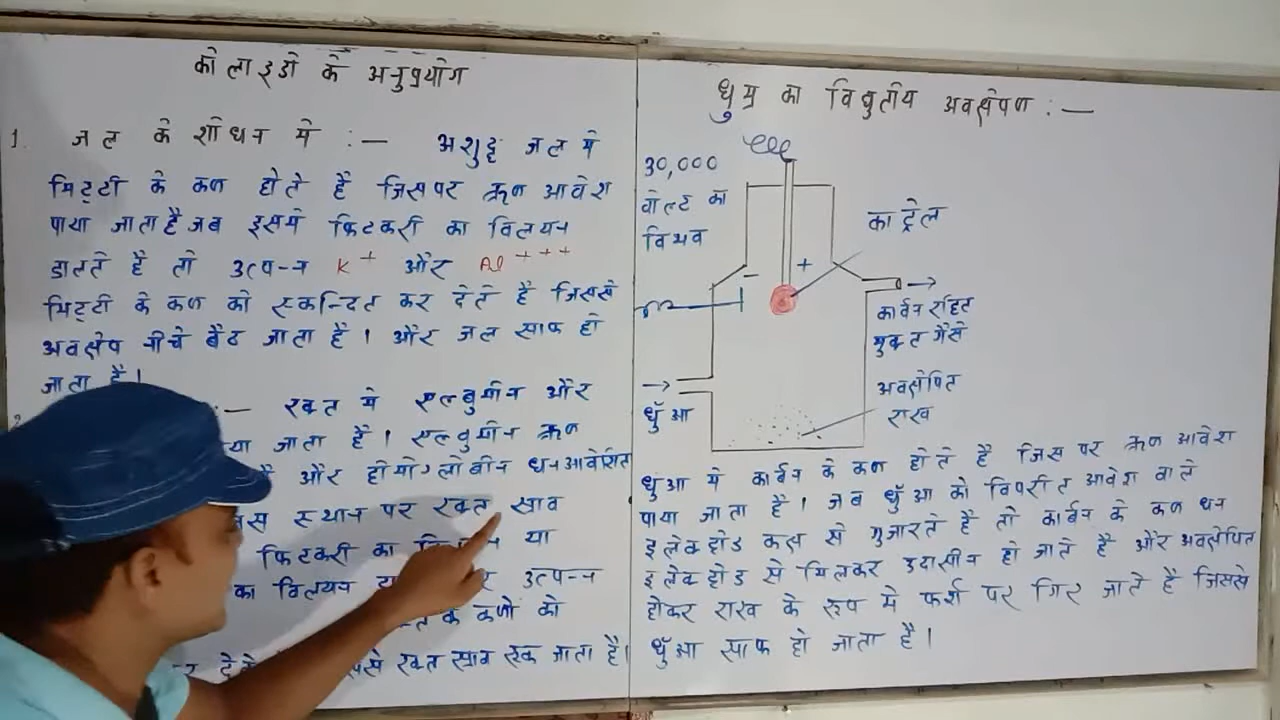 कोलाइडो के अनुप्रयोग
1. जल के शोधन मे :— अशुद्ध जल मे
मिट्टी के कण होते है जिसपर ऋण आवेश
पाया जाता है जब इसमे फिटकरी का विलयन
डालते है तो उत्पन्न K+ और Al+++
मिट्टी के कण को स्कन्दित कर देते है जिससे
अवक्षेप नीचे बैठ जाता है। और जल साफ हो
जाता है।
:— रक्त मे एल्बुमीन और
जाता है। एल्बुमीन ऋण
है और हीमोग्लोबीन धनआवेशित
स्थान पर रक्त स्राव
फिटकरी का या
का विलयन उत्पन्न
के कणो को
रक्त स्राव रुक जाता है।
धुम्र का विधुतीय अवक्षेपण :—
30,000
वोल्ट का
विभव
काट्रेल
+
−
कार्बन रहित
मुक्त गैसे
धुँआ
अवक्षेपित
राख
धुँआ मे कार्बन के कण होते है जिस पर ऋण आवेश
पाया जाता है। जब धुँआ को विपरीत आवेश वाले
इलेक्ट्रोड कक्ष से गुजारते है तो कार्बन के कण धन
इलेक्ट्रोड से मिलकर उदासीन हो जाते है और अवक्षेपित
होकर राख के रूप मे फर्श पर गिर जाते है जिससे
धुँआ साफ हो जाता है।